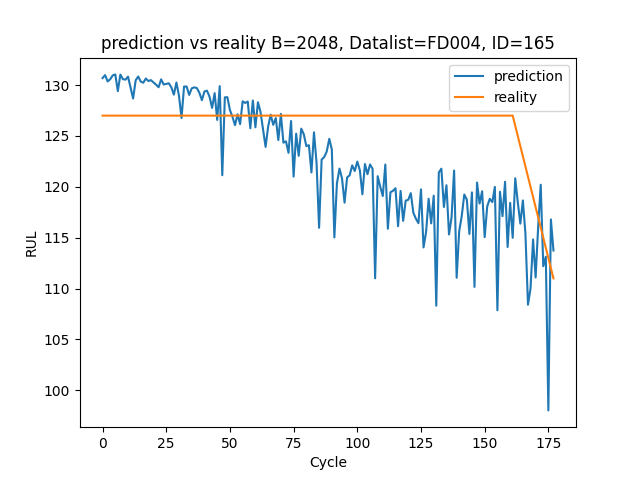 prediction vs reality B=2048, Datalist=FD004, ID=165
prediction
reality
RUL
130
125
120
115
110
105
100
0 25 50 75 100 125 150 175
Cycle